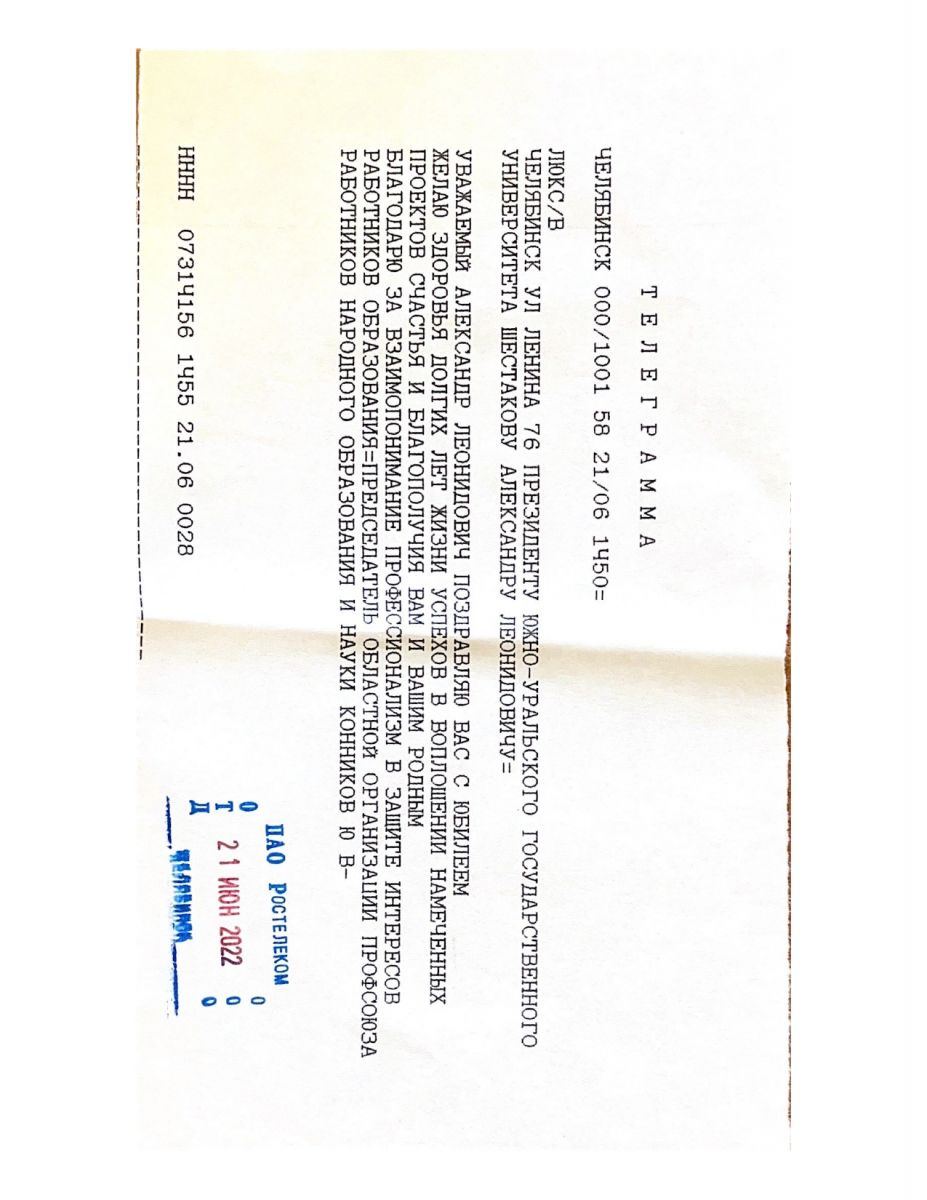 ТЕЛЕГРАММА
ЧЕЛЯБИНСК 000/1001 58 21/06 1450=
ЛЮКС/В
ЧЕЛЯБИНСК УЛ ЛЕНИНА 76 ПРЕЗИДЕНТУ ЮЖНО-УРАЛЬСКОГО ГОСУДАРСТВЕННОГО
УНИВЕРСИТЕТА ШЕСТАКОВУ АЛЕКСАНДРУ ЛЕОНИДОВИЧУ=
УВАЖАЕМЫЙ АЛЕКСАНДР ЛЕОНИДОВИЧ ПОЗДРАВЛЯЮ ВАС С ЮБИЛЕЕМ
ЖЕЛАЮ ЗДОРОВЬЯ ДОЛГИХ ЛЕТ ЖИЗНИ УСПЕХОВ В ВОПЛОЩЕНИИ НАМЕЧЕННЫХ
ПРОЕКТОВ СЧАСТЬЯ И БЛАГОПОЛУЧИЯ ВАМ И ВАШИМ РОДНЫМ
БЛАГОДАРЮ ЗА ВЗАИМОПОНИМАНИЕ ПРОФЕССИОНАЛИЗМ В ЗАЩИТЕ ИНТЕРЕСОВ
РАБОТНИКОВ ОБРАЗОВАНИЯ=ПРЕДСЕДАТЕЛЬ ОБЛАСТНОЙ ОРГАНИЗАЦИИ ПРОФСОЮЗА
РАБОТНИКОВ НАРОДНОГО ОБРАЗОВАНИЯ И НАУКИ КОННИКОВ Ю В-
НННН 07314156 1455 21.06 0028
ПАО РОСТЕЛЕКОМ
ОТД
21 ИЮН 2022